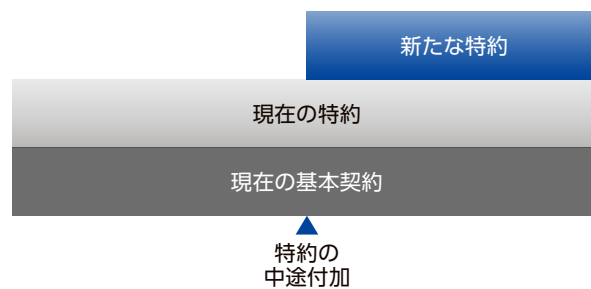 新たな特約
現在の特約
現在の基本契約
特約の
中途付加